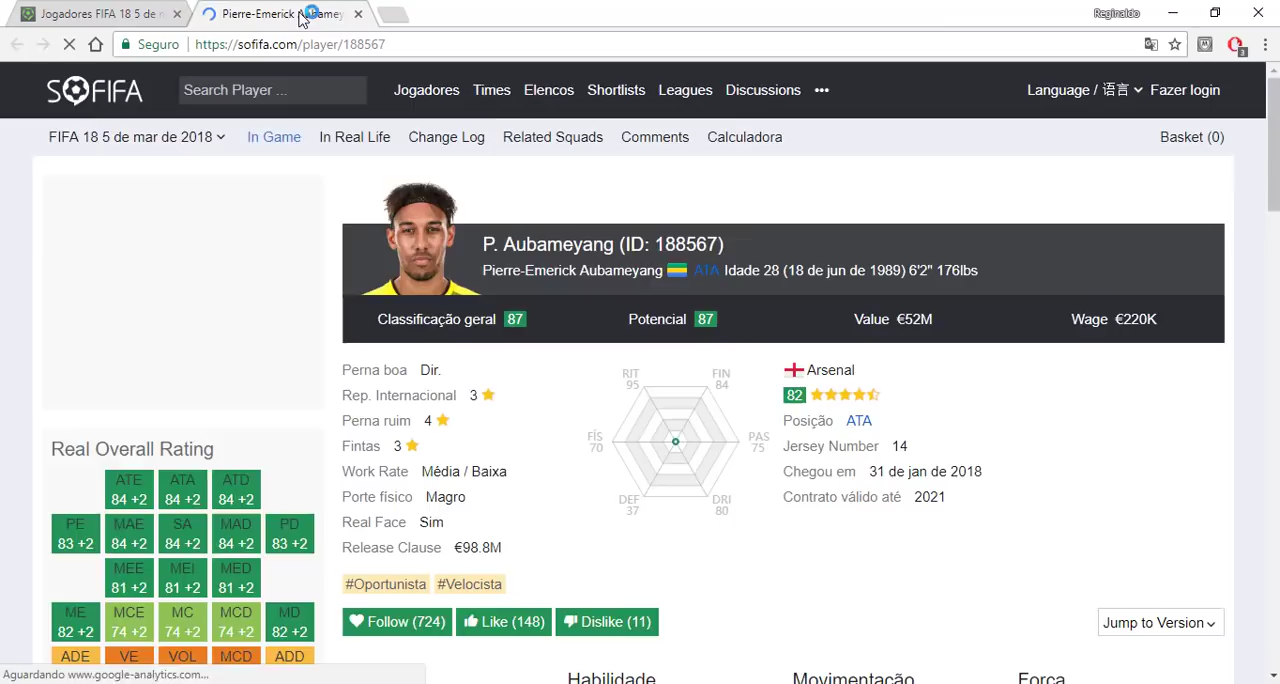 Jogadores FIFA 18 5 de
Pierre-Emerick Aubamey
Reginaldo
Seguro https://sofifa.com/player/188567
3
SOFIFA Search Player ... Jogadores Times Elencos Shortlists Leagues Discussions ••• Language / 语言 Fazer login
FIFA 18 5 de mar de 2018 In Game In Real Life Change Log Related Squads Comments Calculadora Basket (0)
P. Aubameyang (ID: 188567)
Pierre-Emerick Aubameyang ATA Idade 28 (18 de jun de 1989) 6'2" 176lbs
Classificação geral 87 Potencial 87 Value €52M Wage €220K
Perna boa Dir.
Rep. Internacional 3
Perna ruim 4
Fintas 3
Work Rate Média / Baixa
Porte físico Magro
Real Face Sim
Release Clause €98.8M
#Oportunista #Velocista
RIT FIN
95 84
FÍS PAS
70 75
DEF DRI
37 80
Arsenal
82
Posição ATA
Jersey Number 14
Chegou em 31 de jan de 2018
Contrato válido até 2021
Follow (724) Like (148) Dislike (11) Jump to Version
Real Overall Rating
ATE ATA ATD
84 +2 84 +2 84 +2
PE MAE SA MAD PD
83 +2 84 +2 84 +2 84 +2 83 +2
MEE MEI MED
81 +2 81 +2 81 +2
ME MCE MC MCD MD
82 +2 74 +2 74 +2 74 +2 82 +2
ADE VE VOL MCD ADD
Habilidade Movimentação Força
Aguardando www.google-analytics.com...